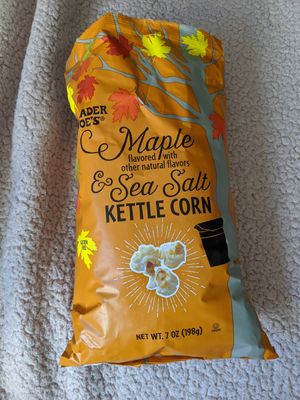 ADER
OE'S®
Maple
flavored with
other natural flavors
& Sea Salt
KETTLE CORN
NET WT. 7 OZ (198g)